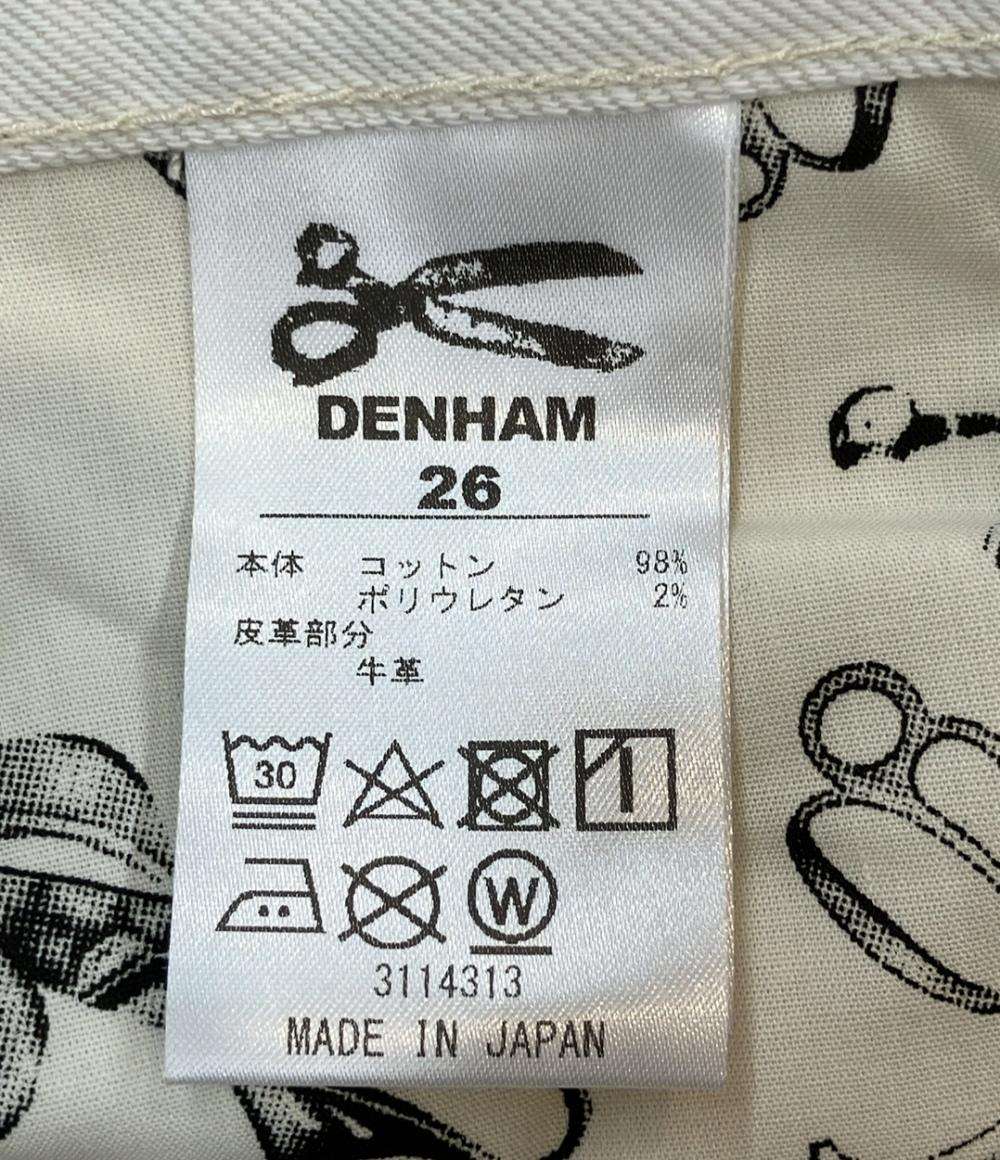 DENHAM
26
本体 コットン 98%
ポリウレタン 2%
皮革部分
牛革
30
W
3114313
MADE IN JAPAN